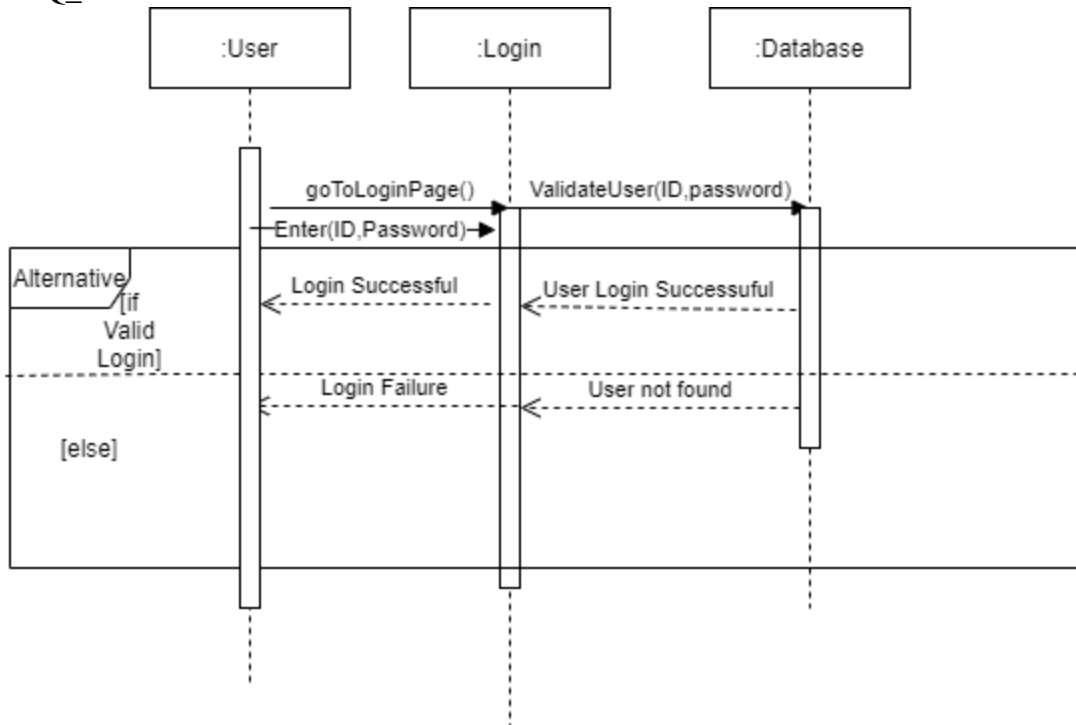 :User
:Login
:Database
goToLoginPage()
ValidateUser(ID,password)
Enter(ID,Password)
Alternative
[if
Valid
Login]
Login Successful
User Login Successuful
Login Failure
User not found
[else]